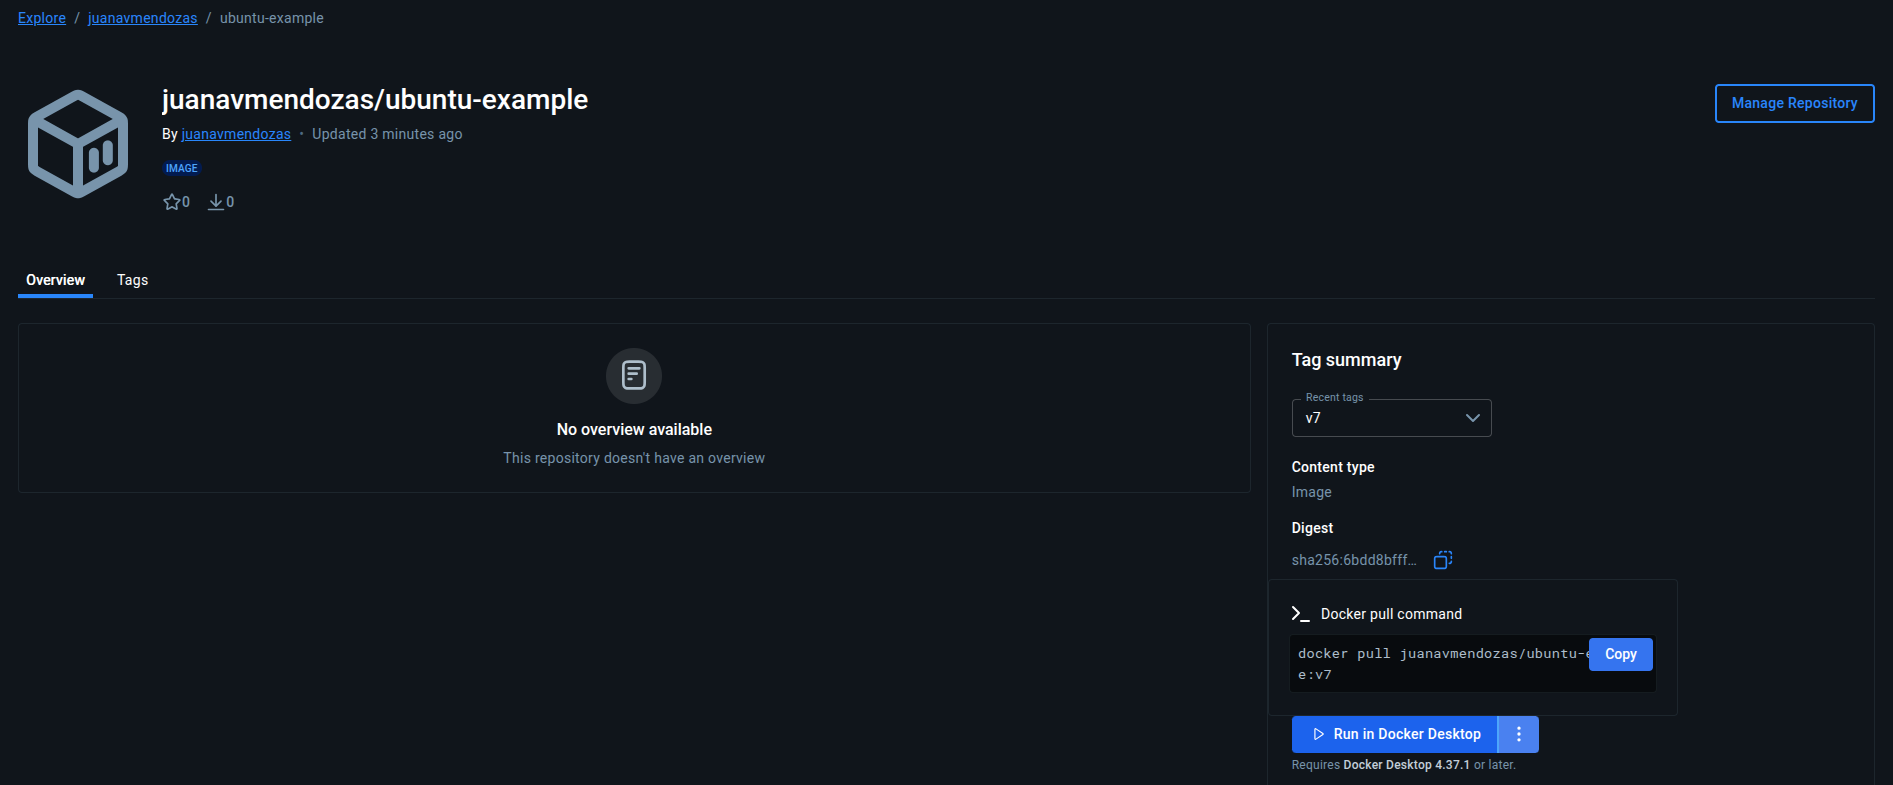 Explore / juanavmendozas / ubuntu-example
juanavmendozas/ubuntu-example
Manage Repository
By juanavmendozas • Updated 3 minutes ago
IMAGE
0 0
Overview Tags
No overview available
This repository doesn't have an overview
Tag summary
Recent tags
v7
Content type
Image
Digest
sha256:6bdd8bfff...
Docker pull command
docker pull juanavmendozas/ubuntu-
Copy
e:v7
Run in Docker Desktop
Requires Docker Desktop 4.37.1 or later.